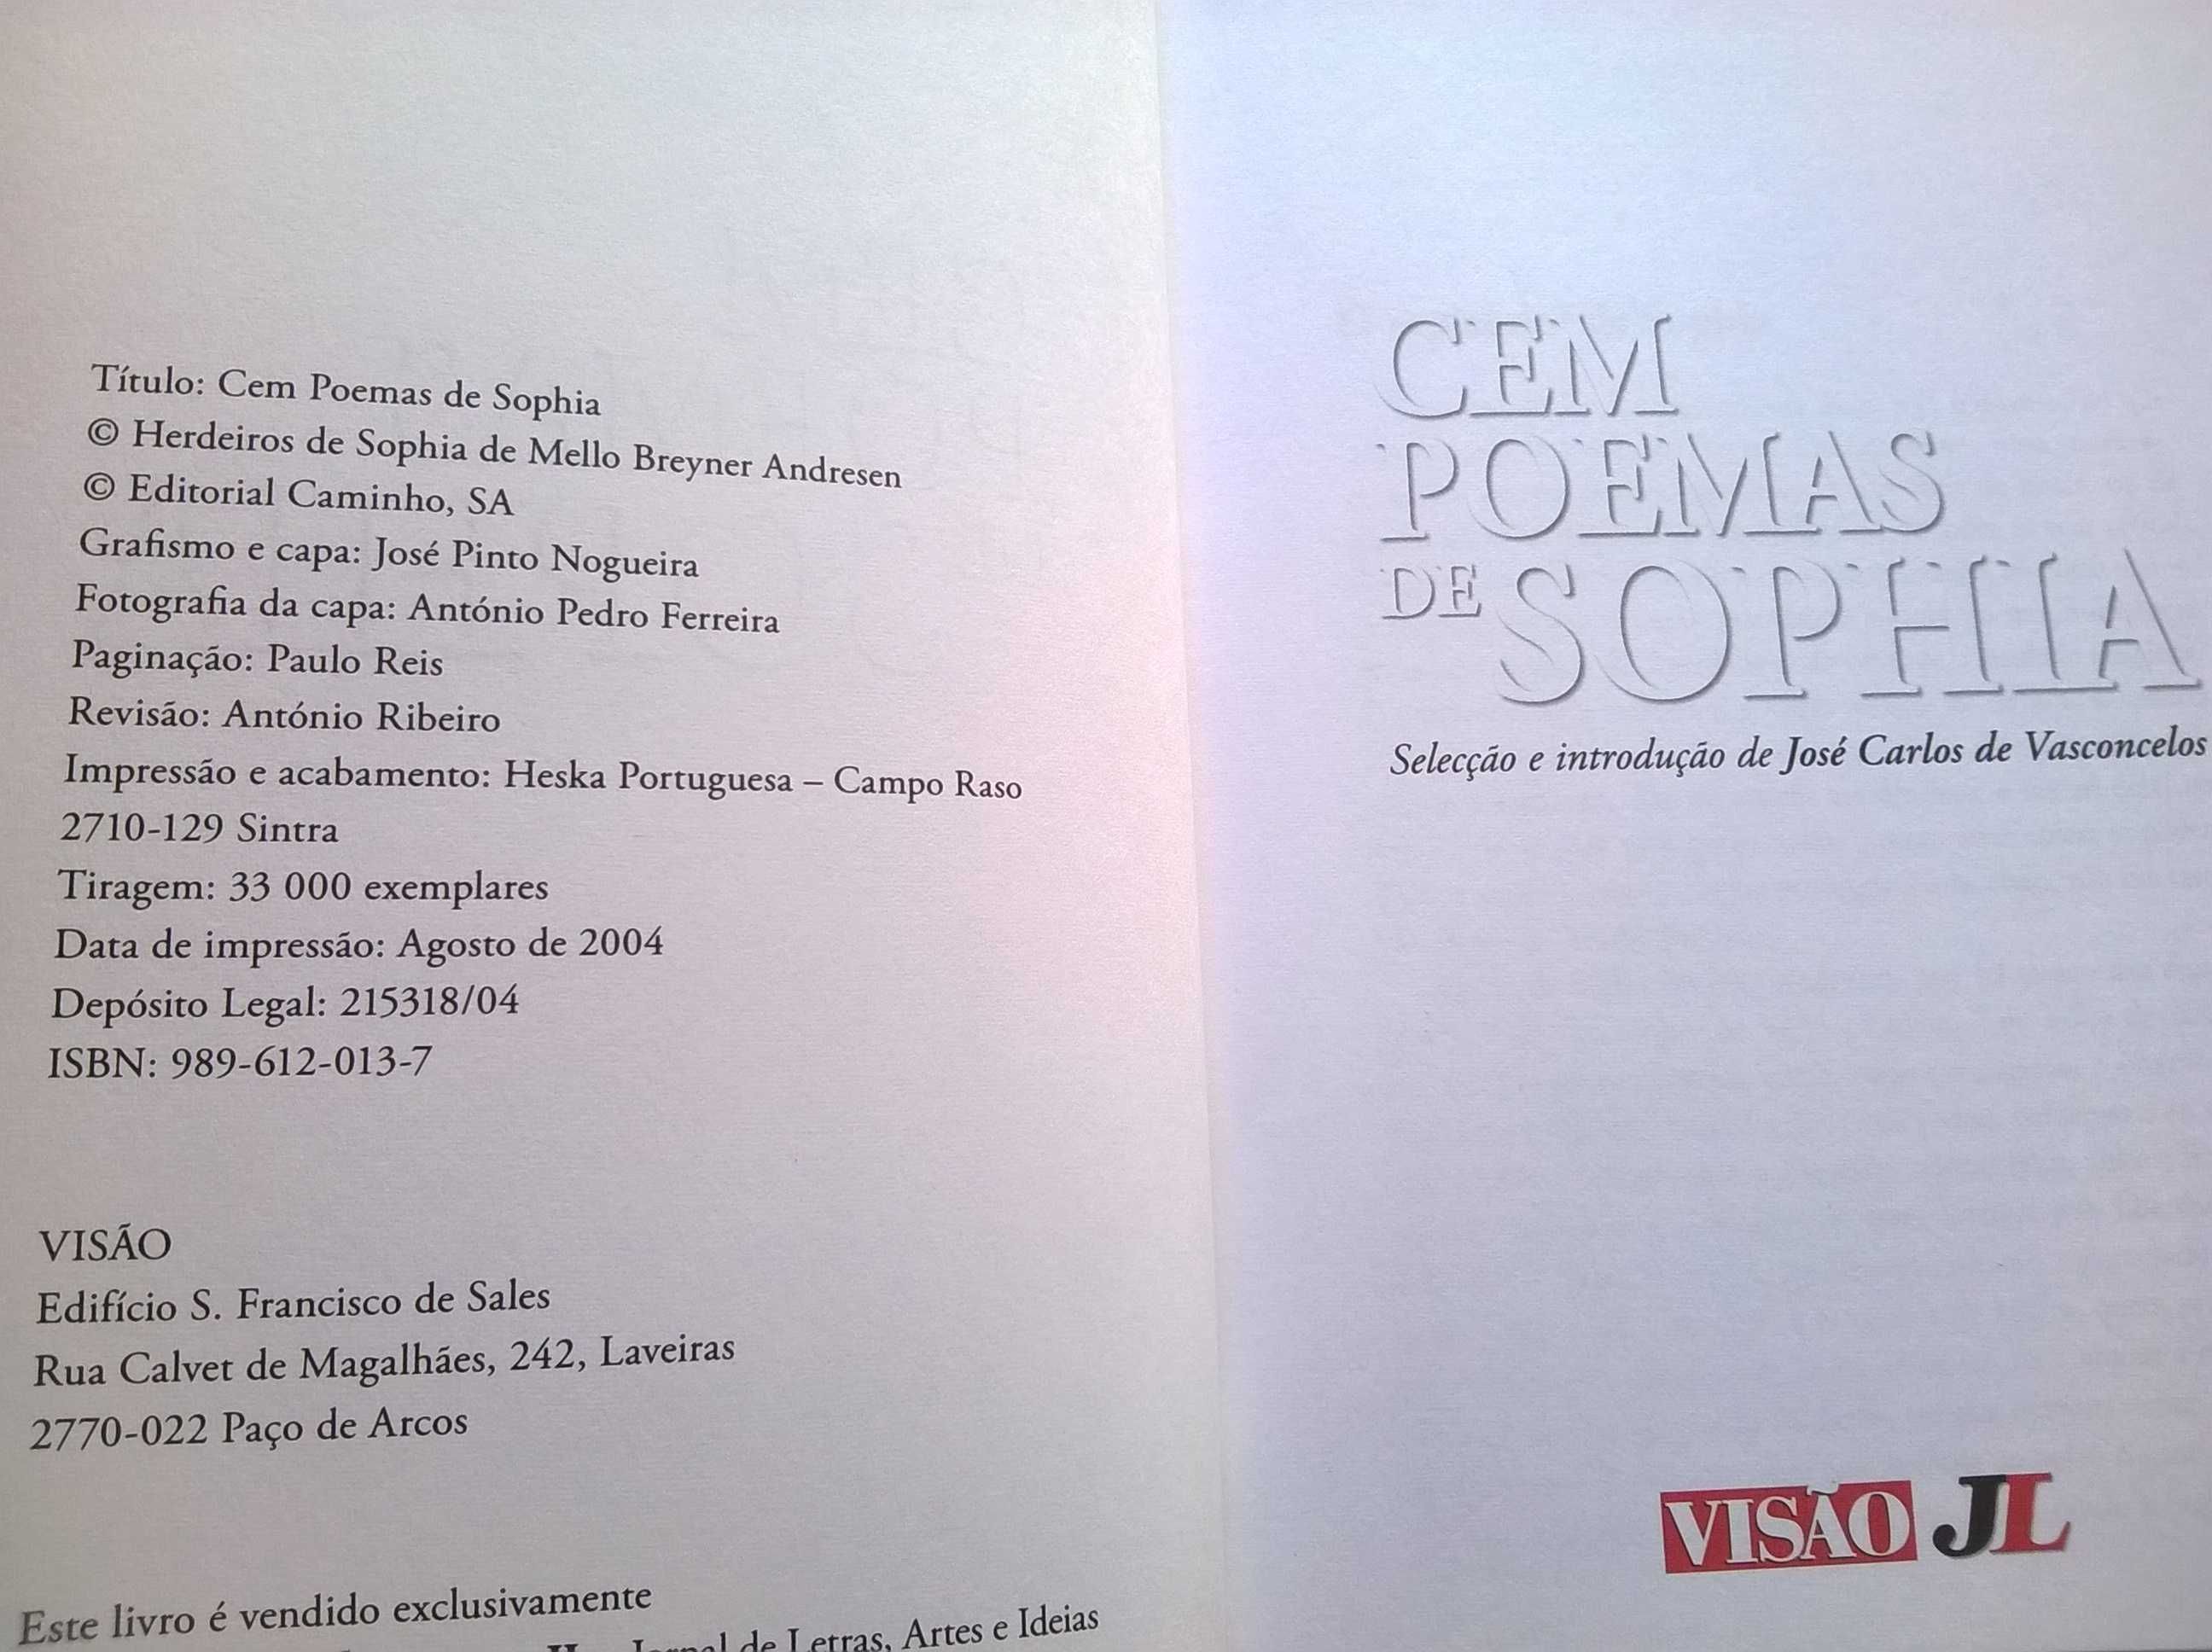 Título: Cem Poemas de Sophia
© Herdeiros de Sophia de Mello Breyner Andresen
© Editorial Caminho, SA
Grafismo e capa: José Pinto Nogueira
Fotografia da capa: António Pedro Ferreira
Paginação: Paulo Reis
Revisão: António Ribeiro
Impressão e acabamento: Heska Portuguesa – Campo Raso
2710-129 Sintra
Tiragem: 33 000 exemplares
Data de impressão: Agosto de 2004
Depósito Legal: 215318/04
ISBN: 989-612-013-7
VISÃO
Edifício S. Francisco de Sales
Rua Calvet de Magalhães, 242, Laveiras
2770-022 Paço de Arcos
Este livro é vendido exclusivamente
Jornal de Letras, Artes e Ideias
CEM
POEMAS
DE SOPHIA
Selecção e introdução de José Carlos de Vasconcelos
VISÃO JL